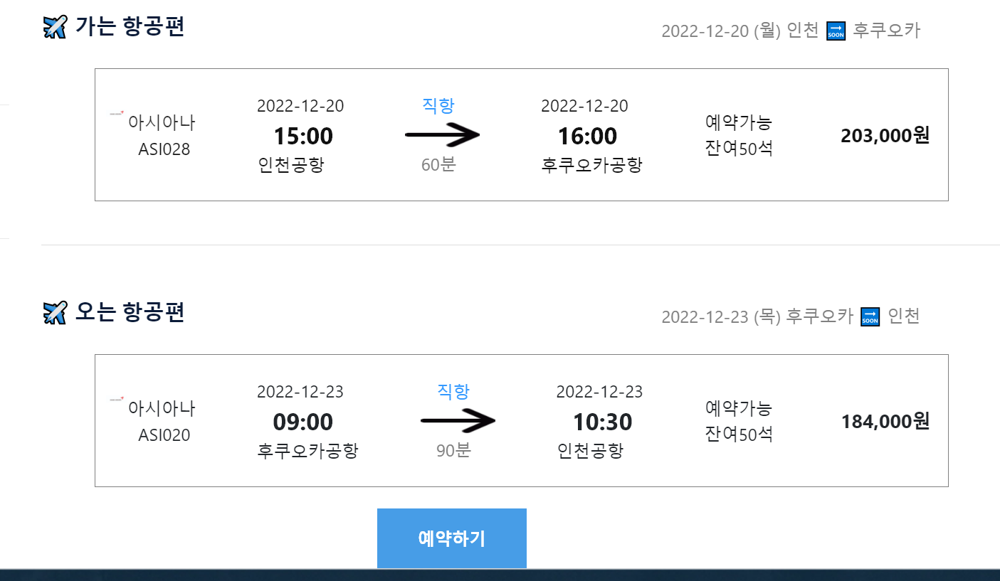 가는 항공편
2022-12-20 (월) 인천 SOON 후쿠오카
아시아나
ASI028
2022-12-20
15:00
인천공항
직항
60분
2022-12-20
16:00
후쿠오카공항
예약가능
잔여50석
203,000원
오는 항공편
2022-12-23 (목) 후쿠오카 SOON 인천
아시아나
ASI020
2022-12-23
09:00
후쿠오카공항
직항
90분
2022-12-23
10:30
인천공항
예약가능
잔여50석
184,000원
예약하기